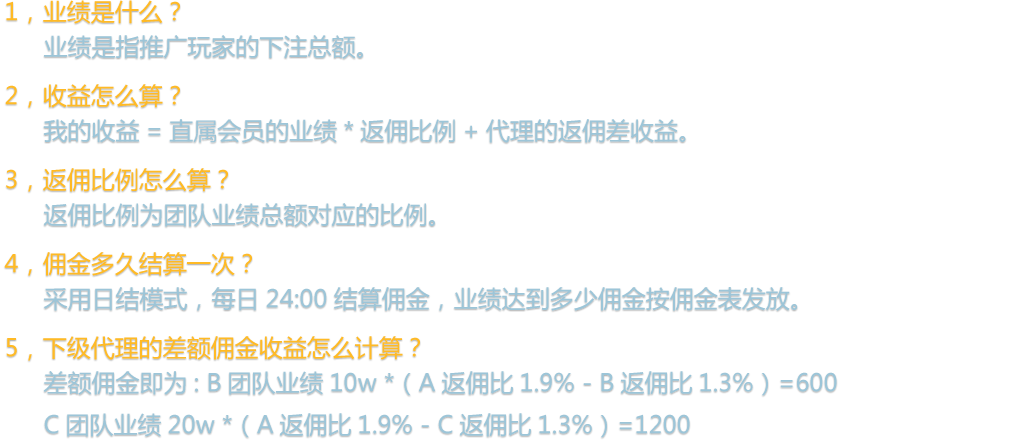 1，业绩是什么？
业绩是指推广玩家的下注总额。
2，收益怎么算？
我的收益 = 直属会员的业绩 * 返佣比例 + 代理的返佣差收益。
3，返佣比例怎么算？
返佣比例为团队业绩总额对应的比例。
4，佣金多久结算一次？
采用日结模式，每日 24:00 结算佣金，业绩达到多少佣金按佣金表发放。
5，下级代理的差额佣金收益怎么计算？
差额佣金即为 : B 团队业绩 10w *（ A 返佣比 1.9% - B 返佣比 1.3% ）=600
C 团队业绩 20w *（ A 返佣比 1.9% - C 返佣比 1.3% ）=1200